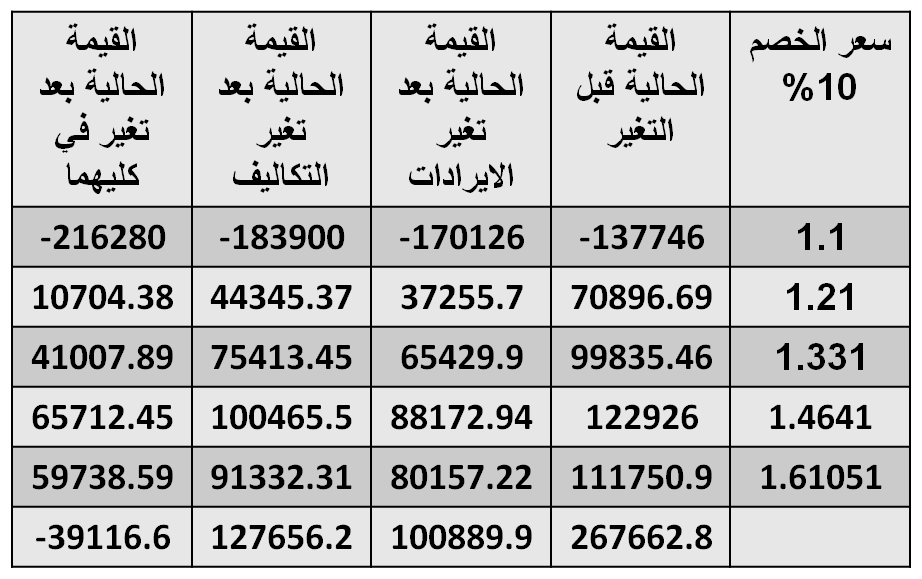 سعر الخصم %10 القيمة الحالية قبل التغير القيمة الحالية بعد تغير الايرادات القيمة الحالية بعد تغير التكاليف القيمة الحالية بعد تغير في كليهما
1.1 -137746 -170126 -183900 -216280
1.21 70896.69 37255.7 44345.37 10704.38
1.331 99835.46 65429.9 75413.45 41007.89
1.4641 122926 88172.94 100465.5 65712.45
1.61051 111750.9 80157.22 91332.31 59738.59
267662.8 100889.9 127656.2 -39116.6